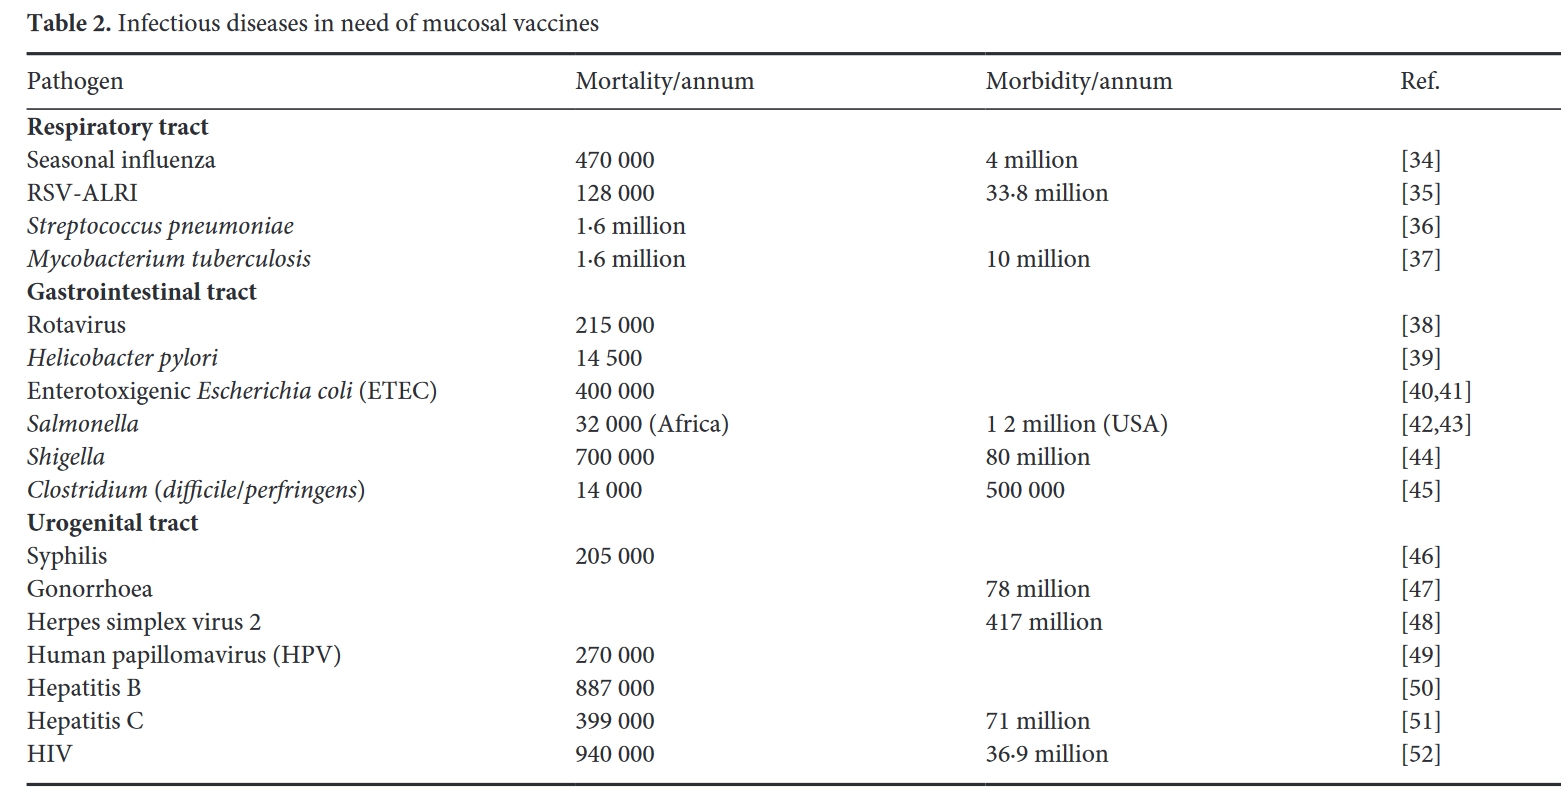 Table 2. Infectious diseases in need of mucosal vaccines
Pathogen Mortality/annum Morbidity/annum Ref.
Respiratory tract
Seasonal influenza 470 000 4 million [34]
RSV-ALRI 128 000 33·8 million [35]
Streptococcus pneumoniae 1·6 million [36]
Mycobacterium tuberculosis 1·6 million 10 million [37]
Gastrointestinal tract
Rotavirus 215 000 [38]
Helicobacter pylori 14 500 [39]
Enterotoxigenic Escherichia coli (ETEC) 400 000 [40,41]
Salmonella 32 000 (Africa) 1 2 million (USA) [42,43]
Shigella 700 000 80 million [44]
Clostridium (difficile/perfringens) 14 000 500 000 [45]
Urogenital tract
Syphilis 205 000 [46]
Gonorrhoea 78 million [47]
Herpes simplex virus 2 417 million [48]
Human papillomavirus (HPV) 270 000 [49]
Hepatitis B 887 000 [50]
Hepatitis C 399 000 71 million [51]
HIV 940 000 36·9 million [52]